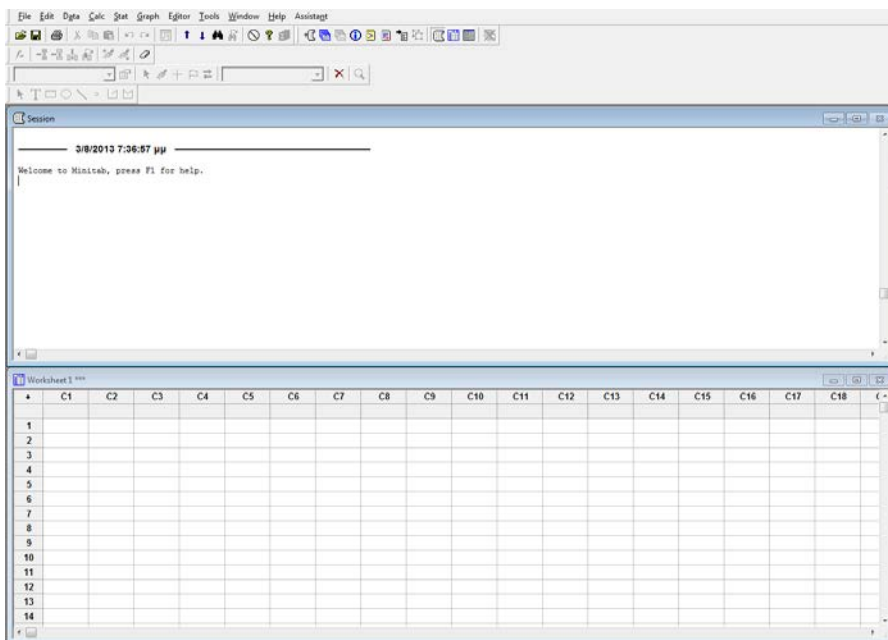 File Edit Data Calc Stat Graph Editor Tools Window Help Assistant
Session
3/8/2013 7:36:57 μμ
Welcome to Minitab, press F1 for help.
Worksheet 1 ***
C1 C2 C3 C4 C5 C6 C7 C8 C9 C10 C11 C12 C13 C14 C15 C16 C17 C18
1
2
3
4
5
6
7
8
9
10
11
12
13
14